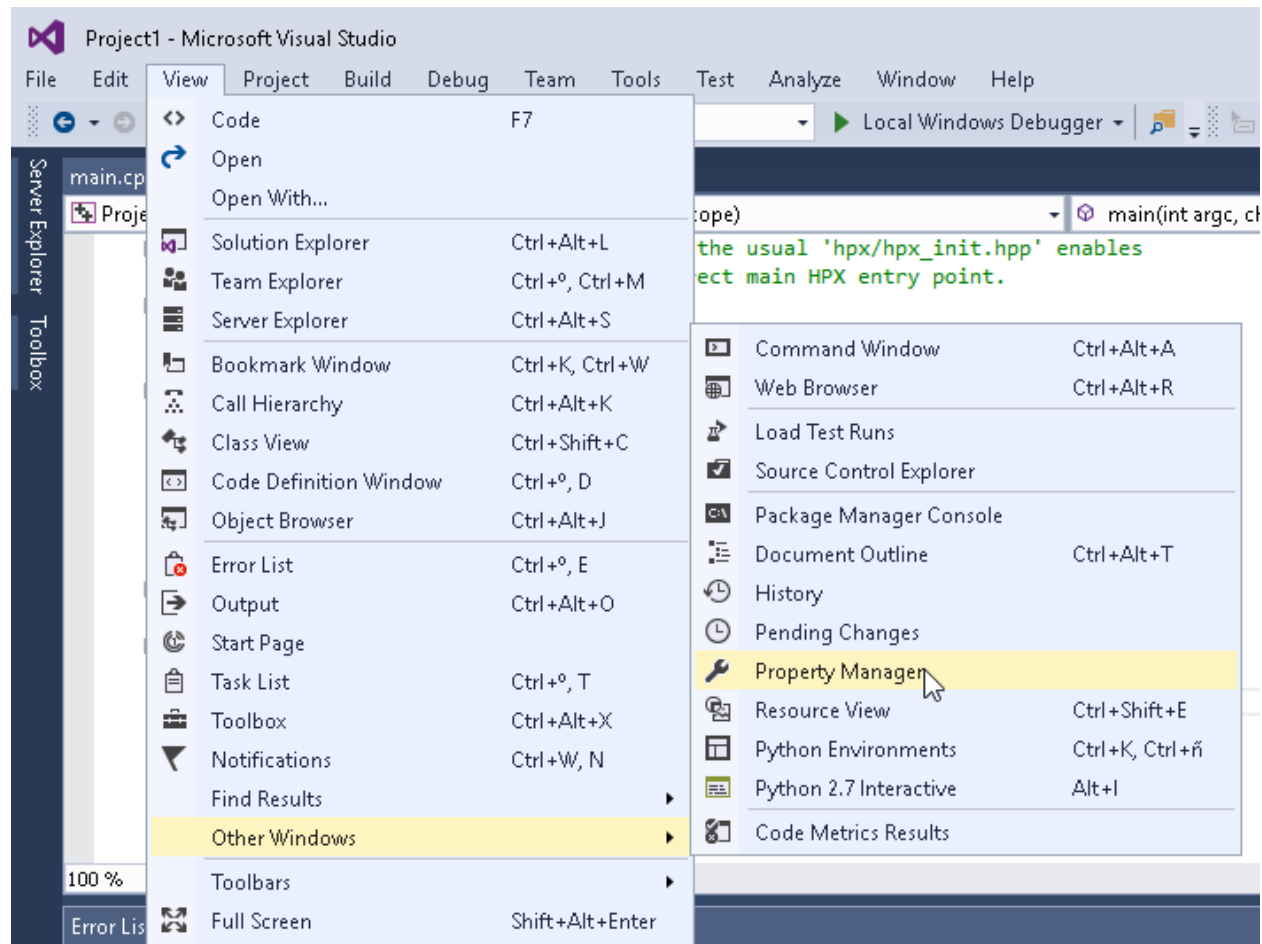 Project1 - Microsoft Visual Studio
File Edit View Project Build Debug Team Tools Test Analyze Window Help
Local Windows Debugger
Server Explorer
Toolbox
main.cp
Proje
cope)
main(int argc, ch
the usual 'hpx/hpx_init.hpp' enables
ect main HPX entry point.
Code F7
Open
Open With...
Solution Explorer Ctrl+Alt+L
Team Explorer Ctrl+º, Ctrl+M
Server Explorer Ctrl+Alt+S
Bookmark Window Ctrl+K, Ctrl+W
Call Hierarchy Ctrl+Alt+K
Class View Ctrl+Shift+C
Code Definition Window Ctrl+º, D
Object Browser Ctrl+Alt+J
Error List Ctrl+º, E
Output Ctrl+Alt+O
Start Page
Task List Ctrl+º, T
Toolbox Ctrl+Alt+X
Notifications Ctrl+W, N
Find Results
Other Windows
Toolbars
Full Screen Shift+Alt+Enter
Command Window Ctrl+Alt+A
Web Browser Ctrl+Alt+R
Load Test Runs
Source Control Explorer
Package Manager Console
Document Outline Ctrl+Alt+T
History
Pending Changes
Property Manager
Resource View Ctrl+Shift+E
Python Environments Ctrl+K, Ctrl+ñ
Python 2.7 Interactive Alt+I
Code Metrics Results
100 %
Error Lis